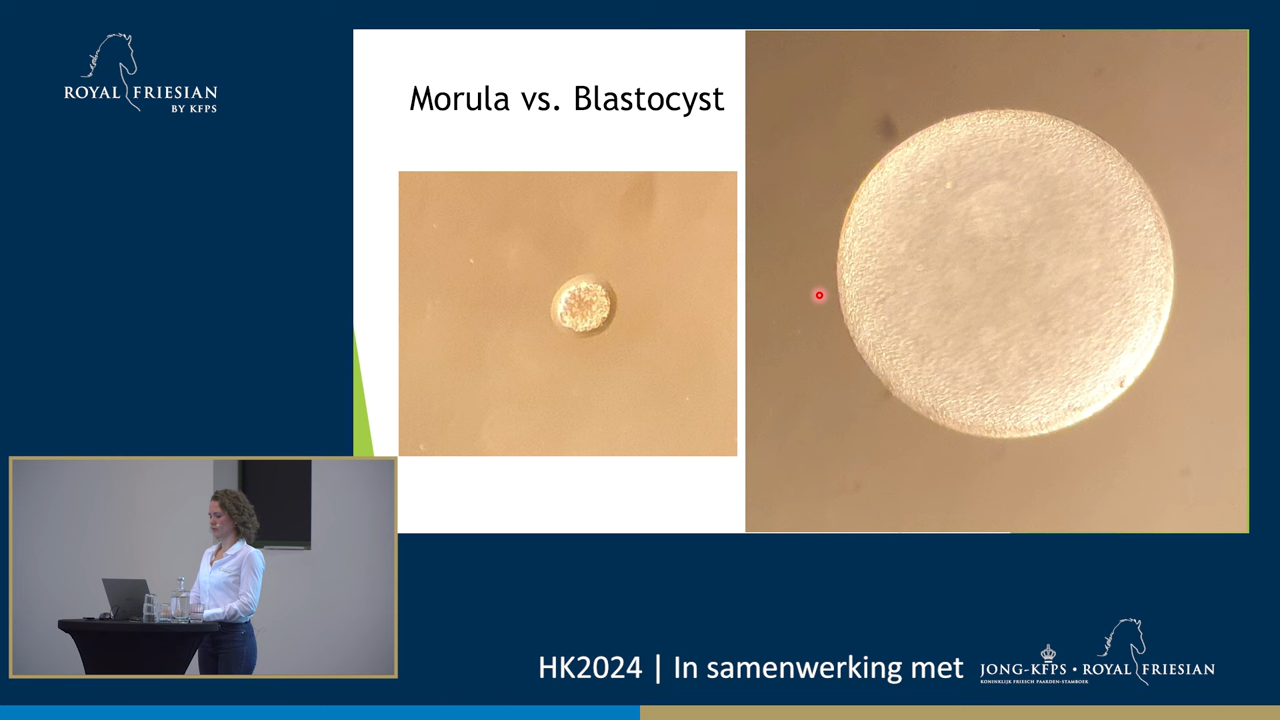 ROYAL FRIESIAN
BY KFPS
Morula vs. Blastocyst
HK2024 | In samenwerking met
JONG-KFPS • ROYAL FRIESIAN
KONINKLIJK FRIESCH PAARDEN-STAMBOEK